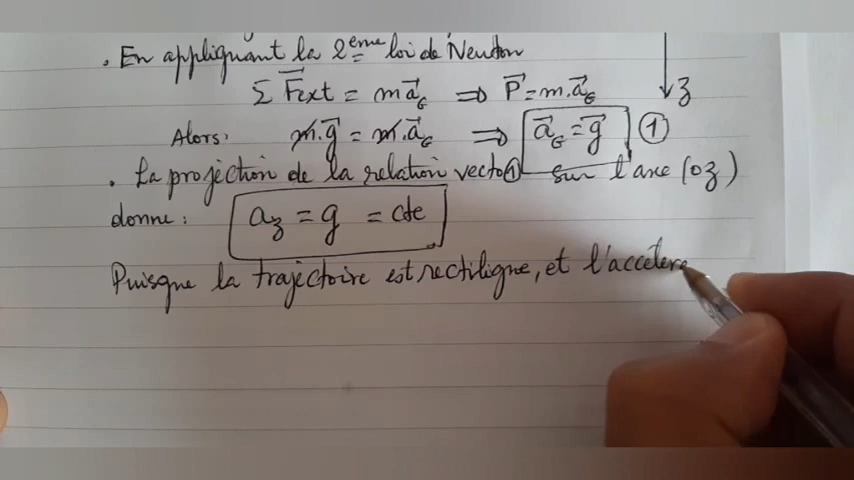 . En appliquant la 2ème loi de Newton
Σ F⃗ext = m a⃗G ⇒ P⃗ = m.a⃗G
z
Alors: m.g⃗ = m.a⃗G ⇒ a⃗G = g⃗ ①
. La projection de la relation vecto① sur l'axe (oz)
donne: az = g = cte
Puisque la trajectoire est rectiligne, et l'accélera